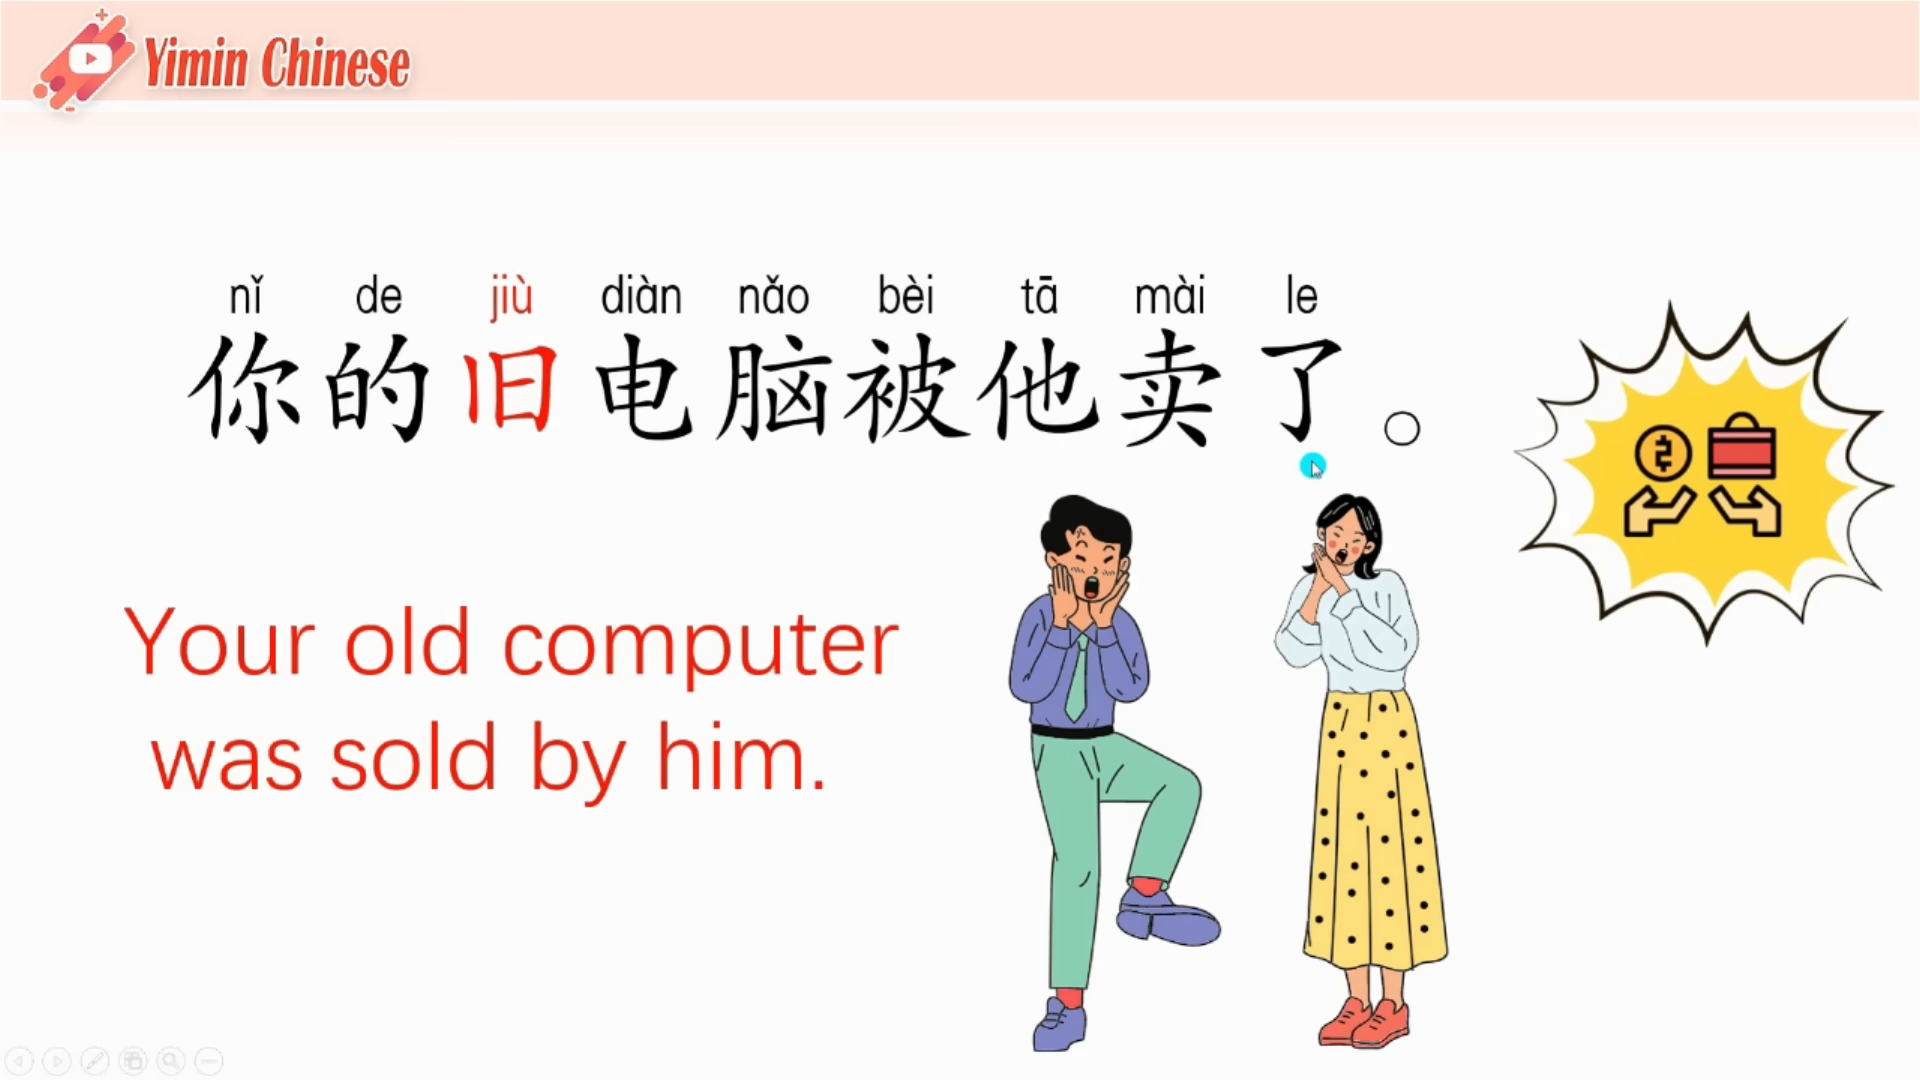 Yimin Chinese
nǐ de jiù diàn nǎo bèi tā mài le
你的旧电脑被他卖了。
Your old computer
was sold by him.